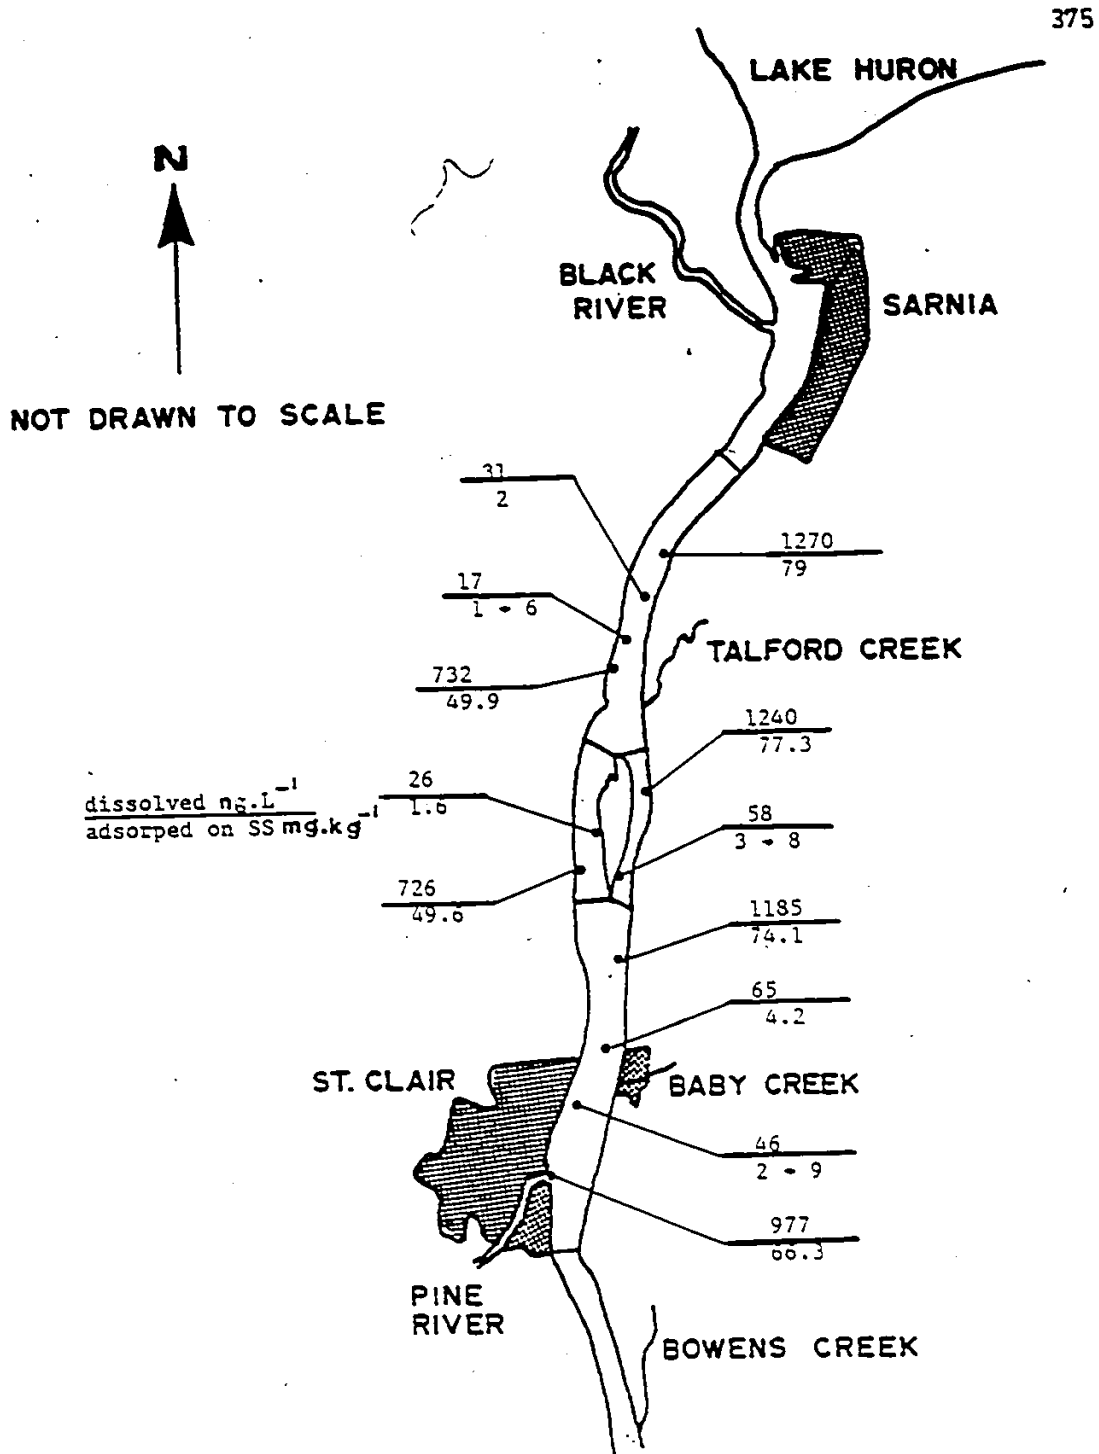 375
LAKE HURON
N
BLACK
RIVER
SARNIA
NOT DRAWN TO SCALE
31
2
1270
79
17
1 - 6
TALFORD CREEK
732
49.9
1240
77.3
dissolved ng.L⁻¹
adsorped on SS mg.kg⁻¹
26
1.6
58
3 - 8
726
49.6
1185
74.1
65
4.2
ST. CLAIR
BABY CREEK
46
2 - 9
977
66.3
PINE
RIVER
BOWENS CREEK